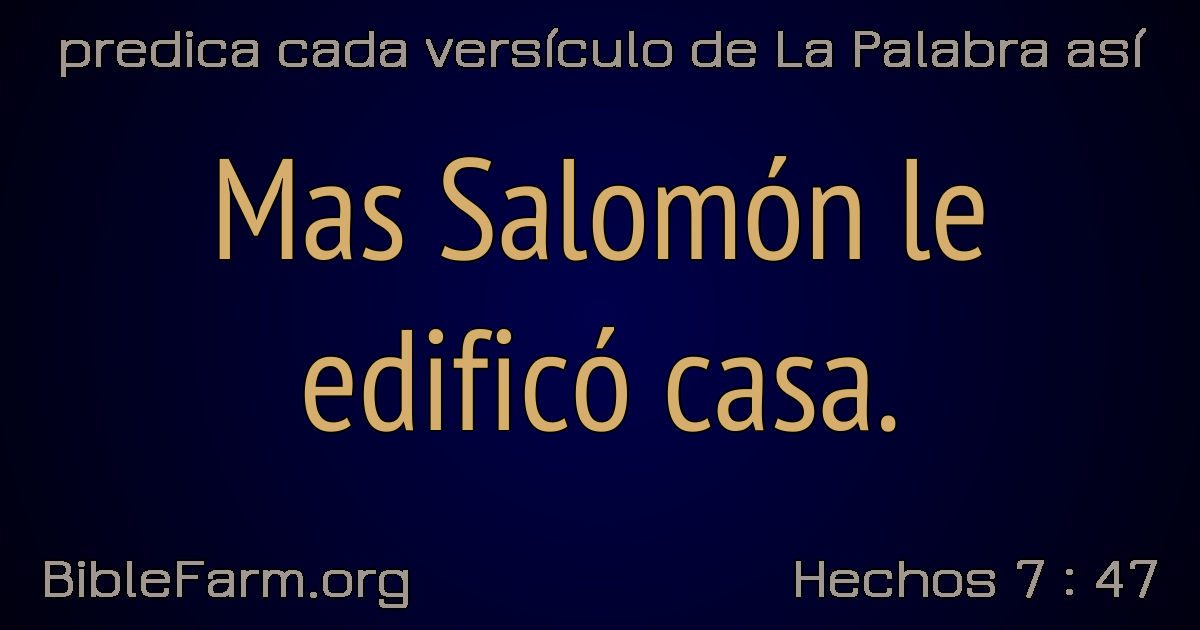 predica cada versículo de La Palabra así
Mas Salomón le
edificó casa.
BibleFarm.org
Hechos 7 : 47